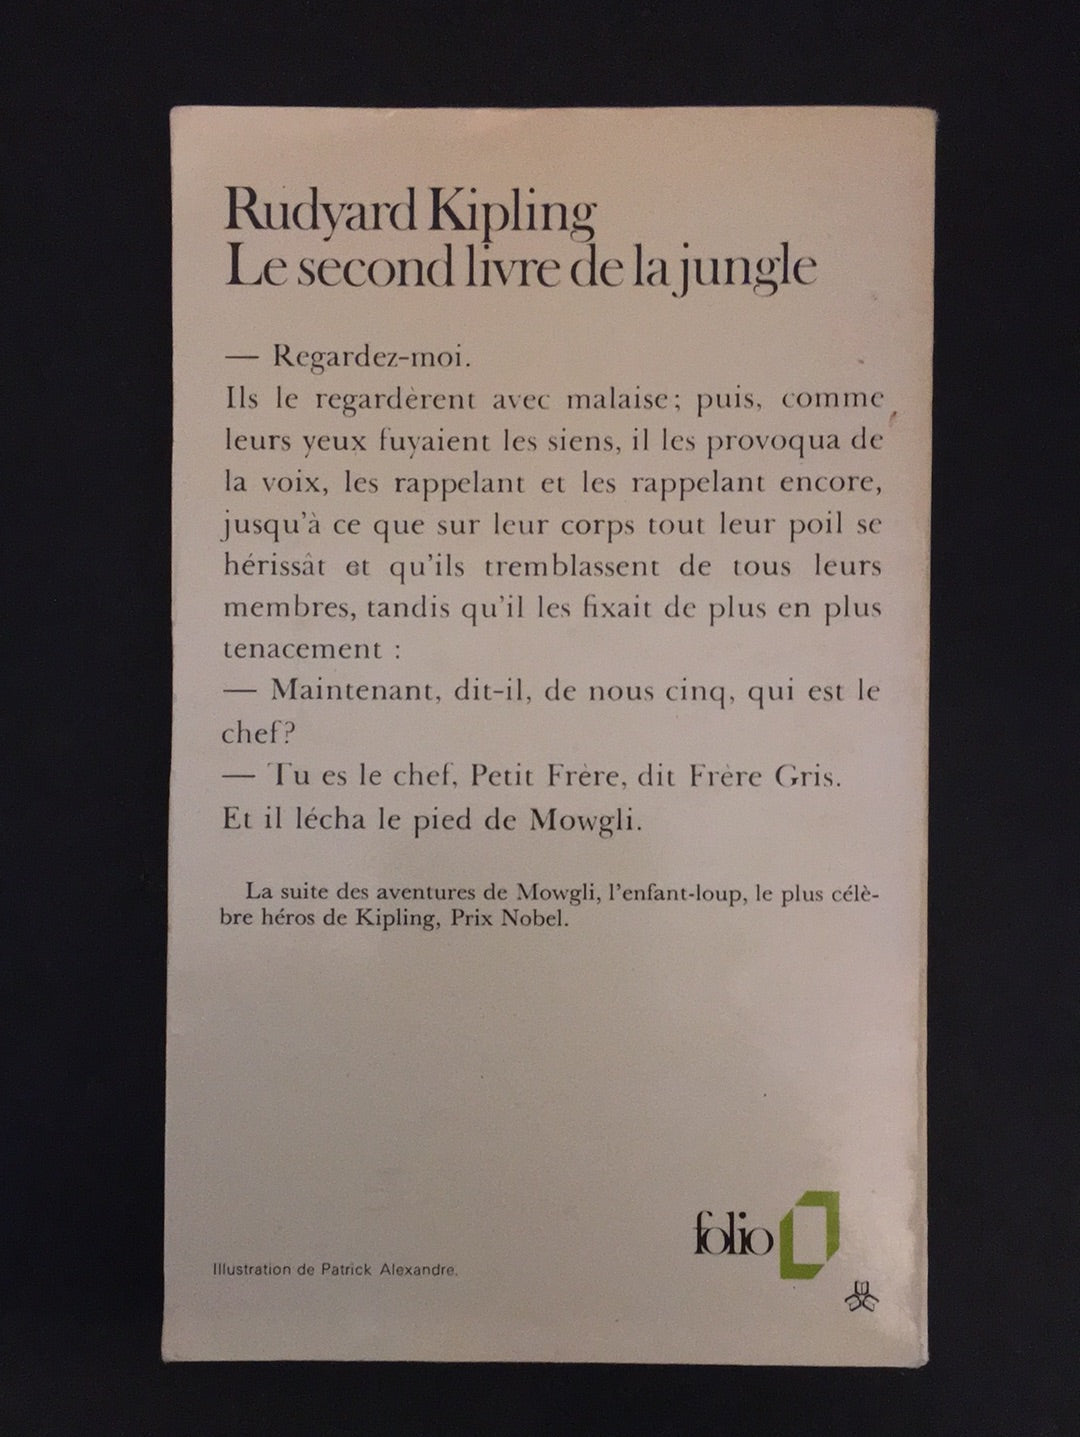 Rudyard Kipling
Le second livre de la jungle
— Regardez-moi.
Ils le regardèrent avec malaise; puis, comme
leurs yeux fuyaient les siens, il les provoqua de
la voix, les rappelant et les rappelant encore,
jusqu'à ce que sur leur corps tout leur poil se
hérissât et qu'ils tremblassent de tous leurs
membres, tandis qu'il les fixait de plus en plus
tenacement :
— Maintenant, dit-il, de nous cinq, qui est le
chef?
— Tu es le chef, Petit Frère, dit Frère Gris.
Et il lécha le pied de Mowgli.
La suite des aventures de Mowgli, l'enfant-loup, le plus célè-
bre héros de Kipling, Prix Nobel.
folio
Illustration de Patrick Alexandre.